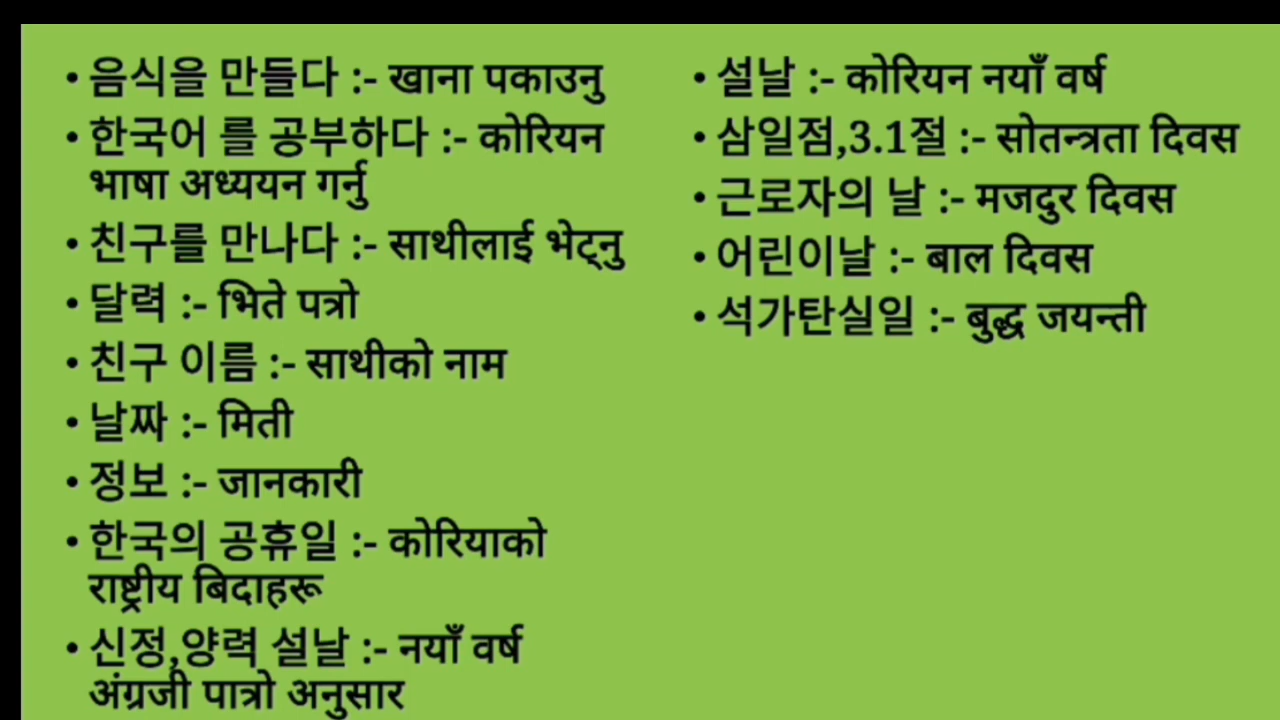 • 음식을 만들다 :- खाना पकाउनु
• 한국어 를 공부하다 :- कोरियन
भाषा अध्ययन गर्नु
• 친구를 만나다 :- साथीलाई भेट्नु
• 달력 :- भिते पत्रो
• 친구 이름 :- साथीको नाम
• 날짜 :- मिती
• 정보 :- जानकारी
• 한국의 공휴일 :- कोरियाको
राष्ट्रीय बिदाहरू
• 신정,양력 설날 :- नयाँ वर्ष
अंग्रजी पात्रो अनुसार
• 설날 :- कोरियन नयाँ वर्ष
• 삼일점,3.1절 :- सोतन्त्रता दिवस
• 근로자의 날 :- मजदुर दिवस
• 어린이날 :- बाल दिवस
• 석가탄실일 :- बुद्ध जयन्ती